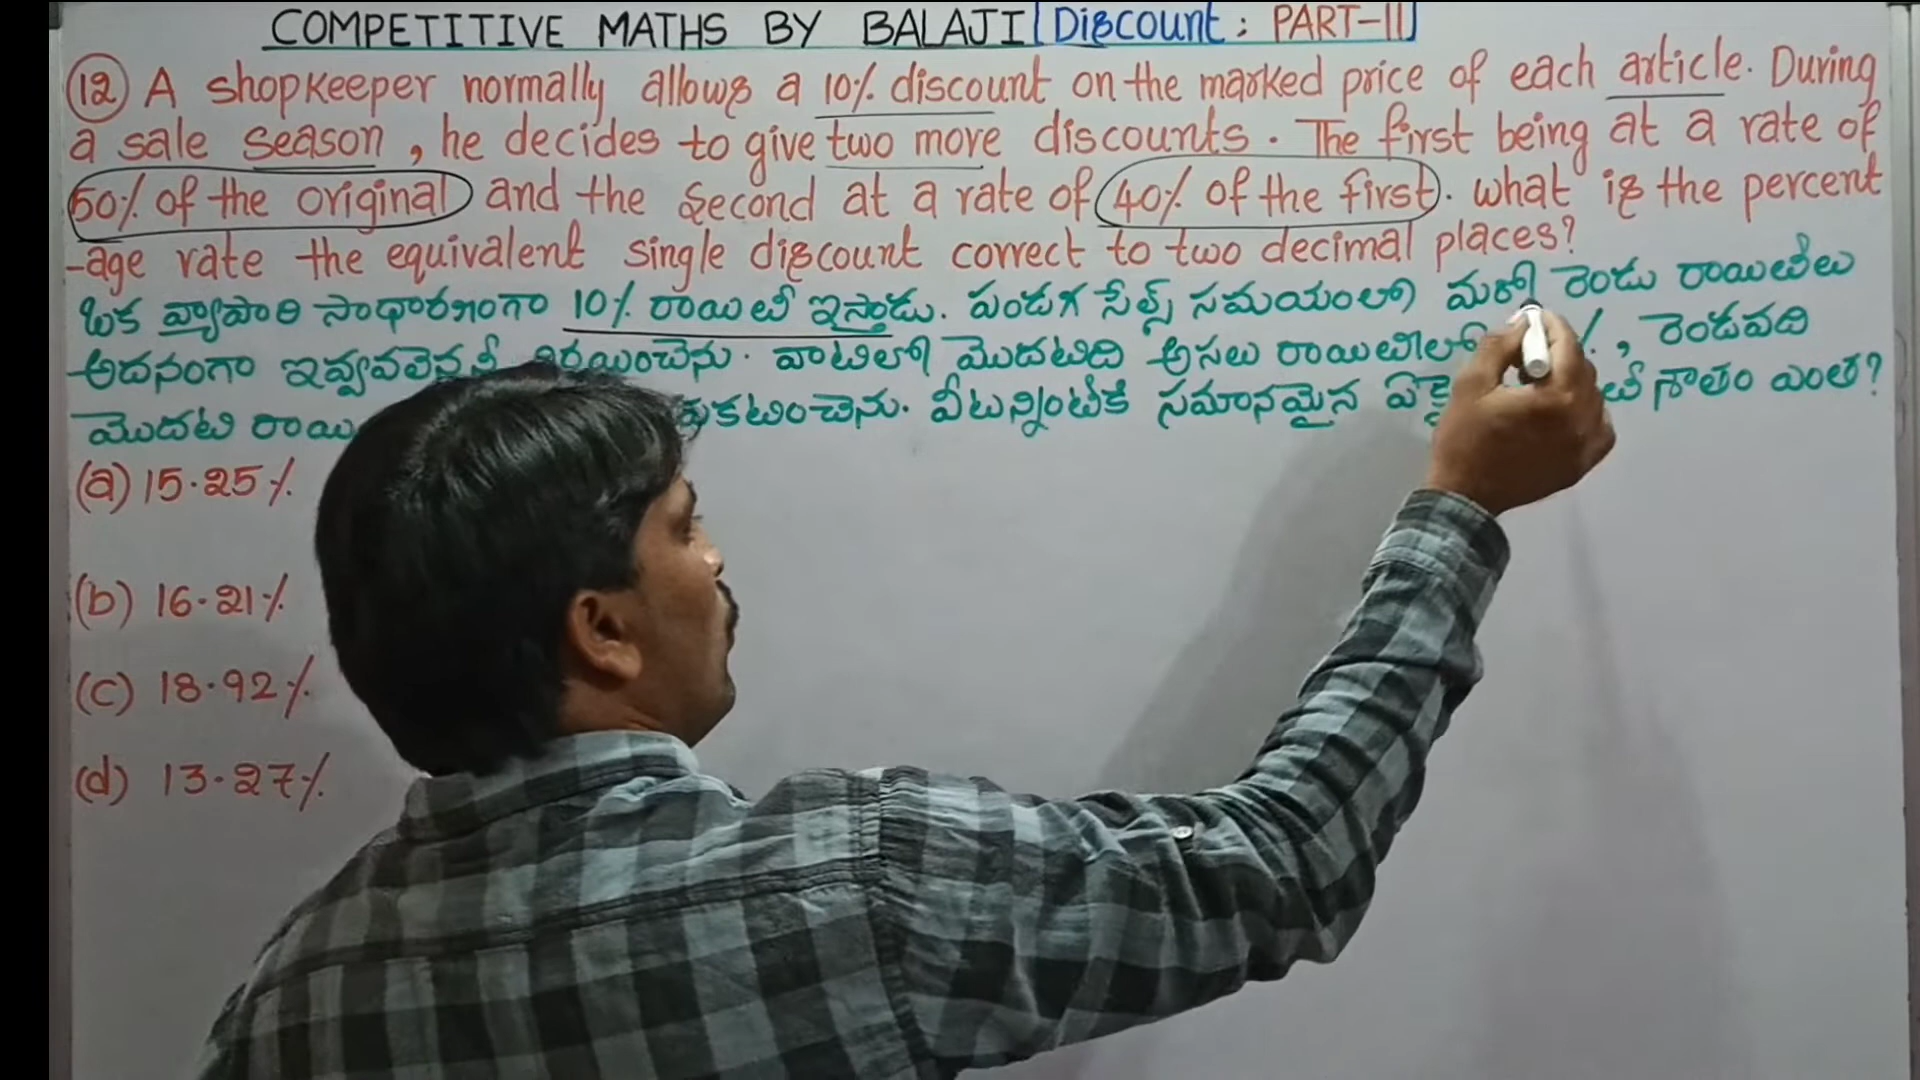 COMPETITIVE MATHS BY BALAJI [Discount : PART-II]
(12) A shopkeeper normally allows a 10% discount on the marked price of each article. During
a sale season, he decides to give two more discounts. The first being at a rate of
50% of the original and the second at a rate of 40% of the first. what is the percent
-age rate the equivalent single discount correct to two decimal places?
ఒక వ్యాపారి సాధారణంగా 10% రాయితీ ఇస్తాడు. పండగ సేల్స్ సమయంలో మరో రెండు రాయితీలు
అదనంగా ఇవ్వవలెనని నిర్ణయించెను. వాటిలో మొదటిది అసలు రాయితీలో %, రెండవది
మొదటి వీటన్నింటికి సమానమైన శాతం ఎంత?
(a) 15.25%
(b) 16.21%
(c) 18.92%
(d) 13.27%